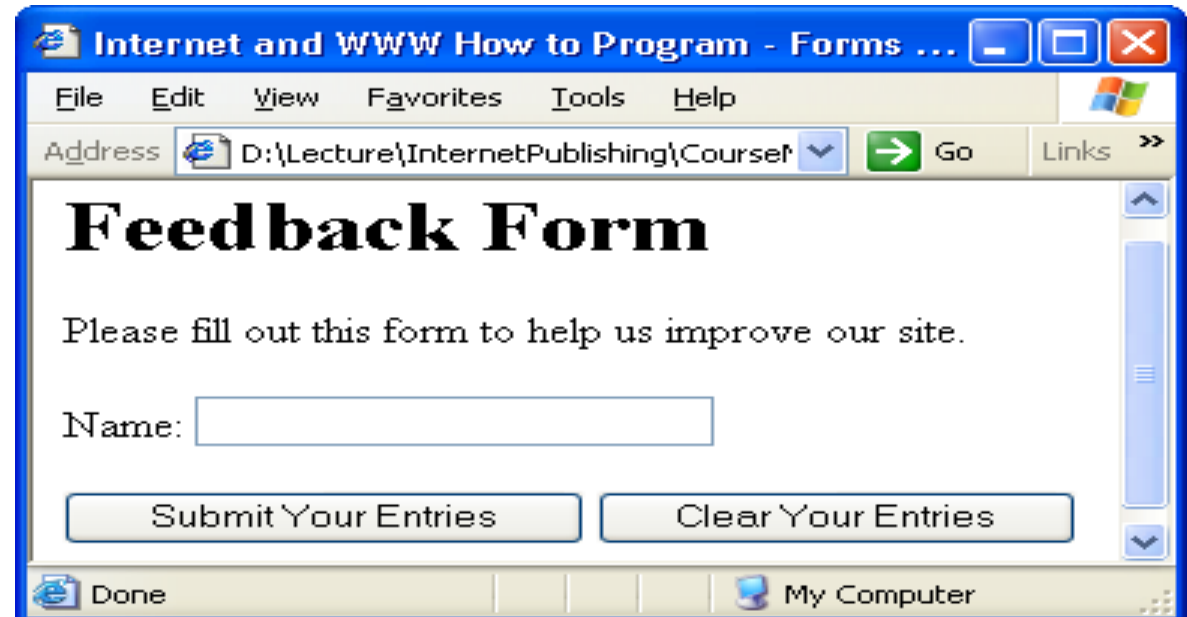 Internet and WWW How to Program - Forms ...
File Edit View Favorites Tools Help
Address D:\Lecture\InternetPublishing\Course Go Links »
Feedback Form
Please fill out this form to help us improve our site.
Name:
Submit Your Entries Clear Your Entries
Done My Computer